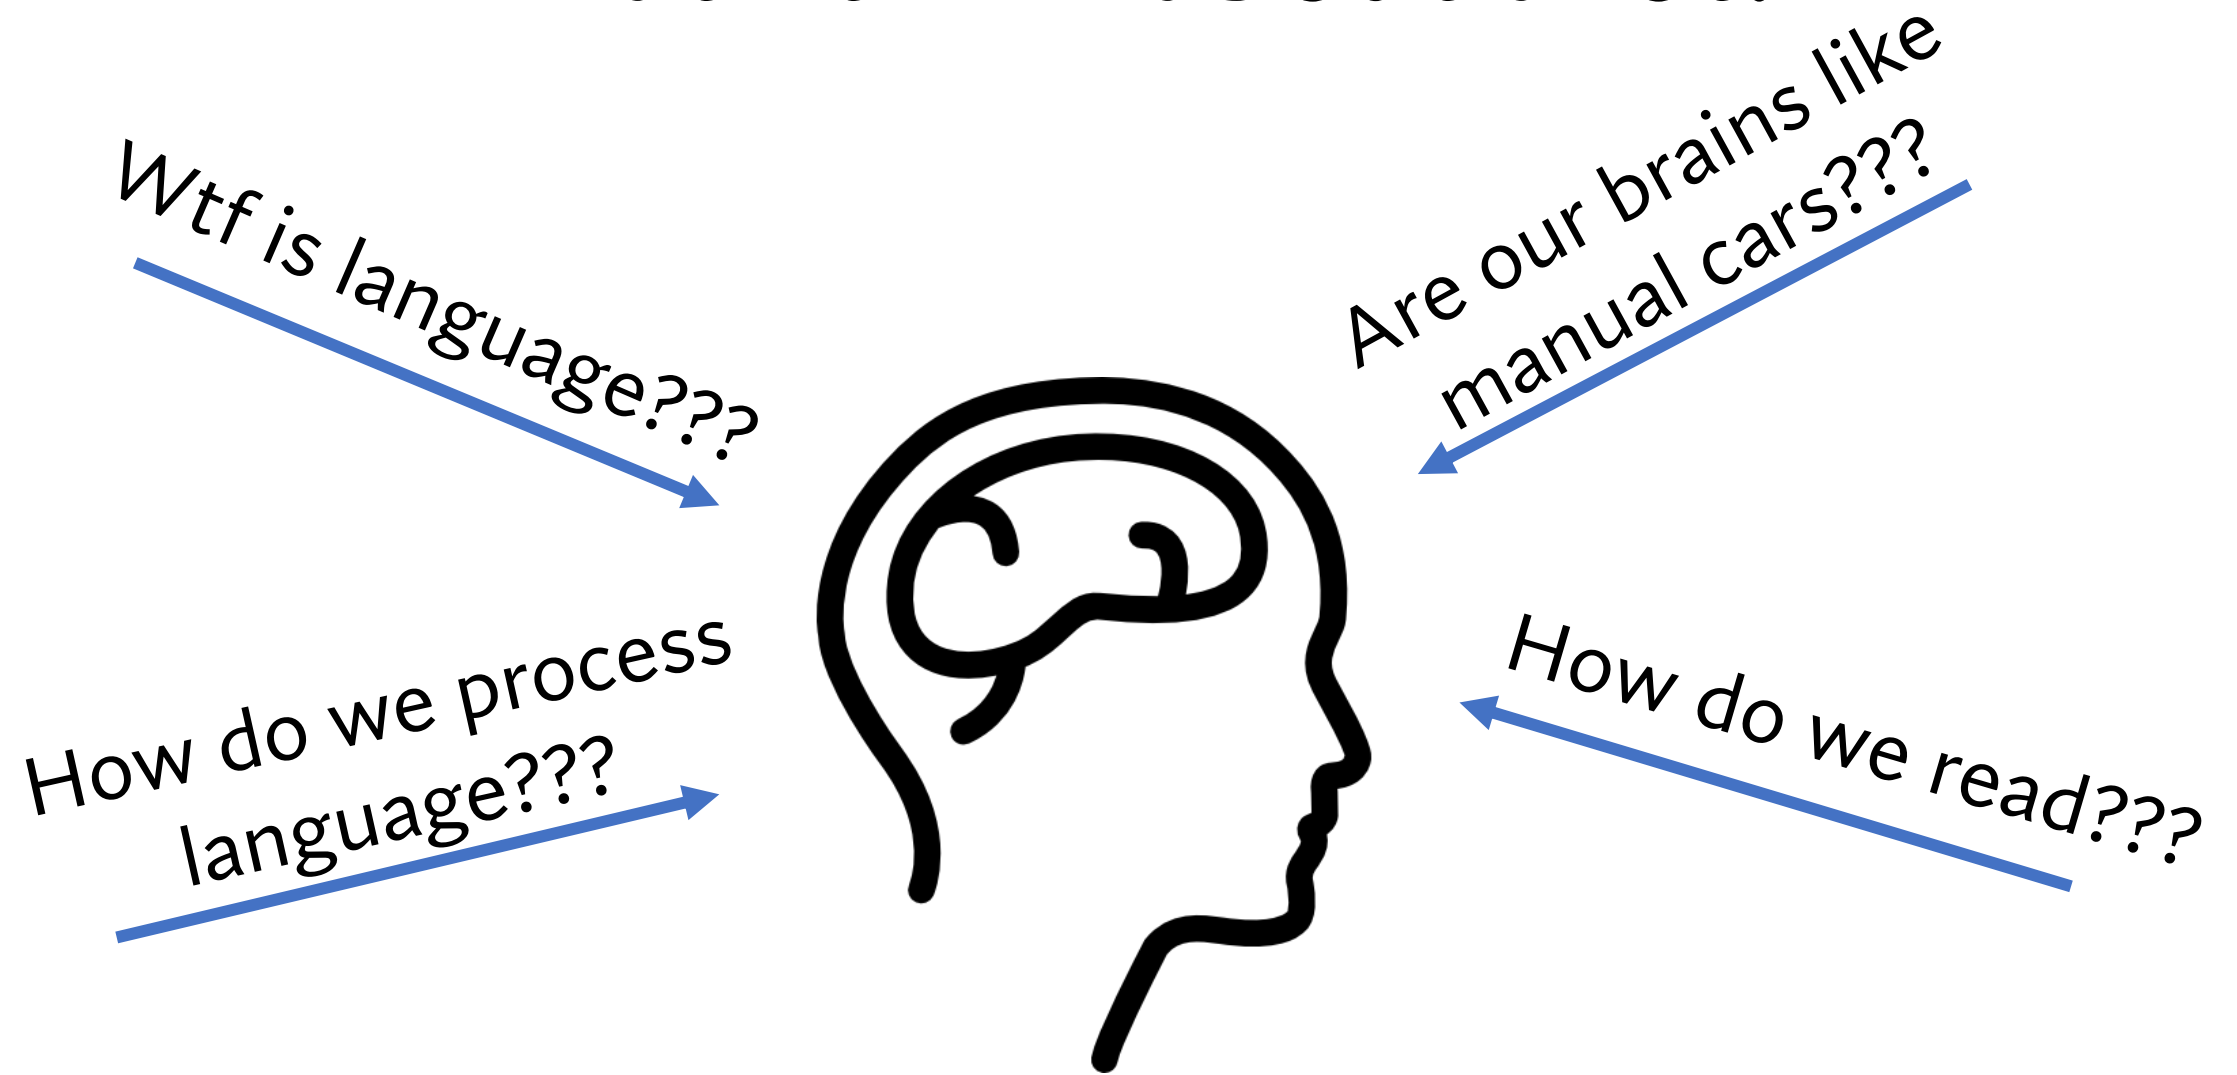 Wtf is language???
Are our brains like
manual cars???
How do we process
language???
How do we read???